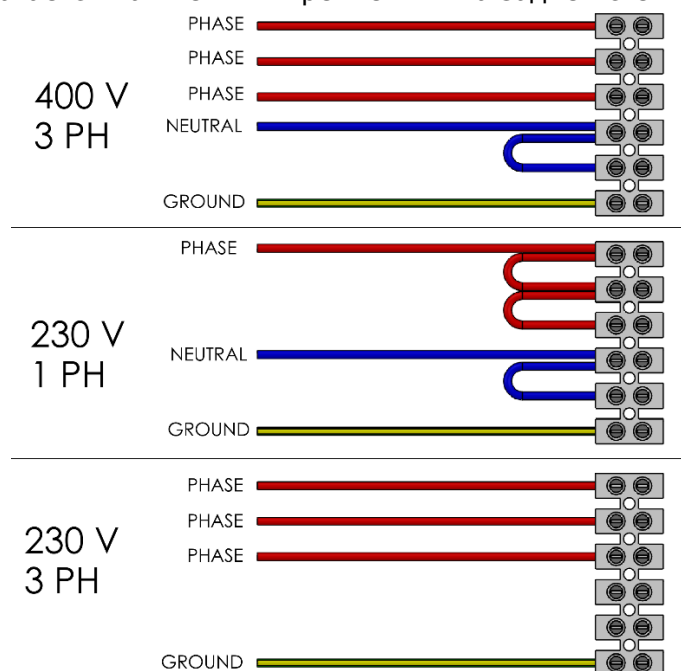 PHASE
PHASE
PHASE
400 V
3 PH
NEUTRAL
GROUND
PHASE
230 V
1 PH
NEUTRAL
GROUND
PHASE
PHASE
PHASE
230 V
3 PH
GROUND